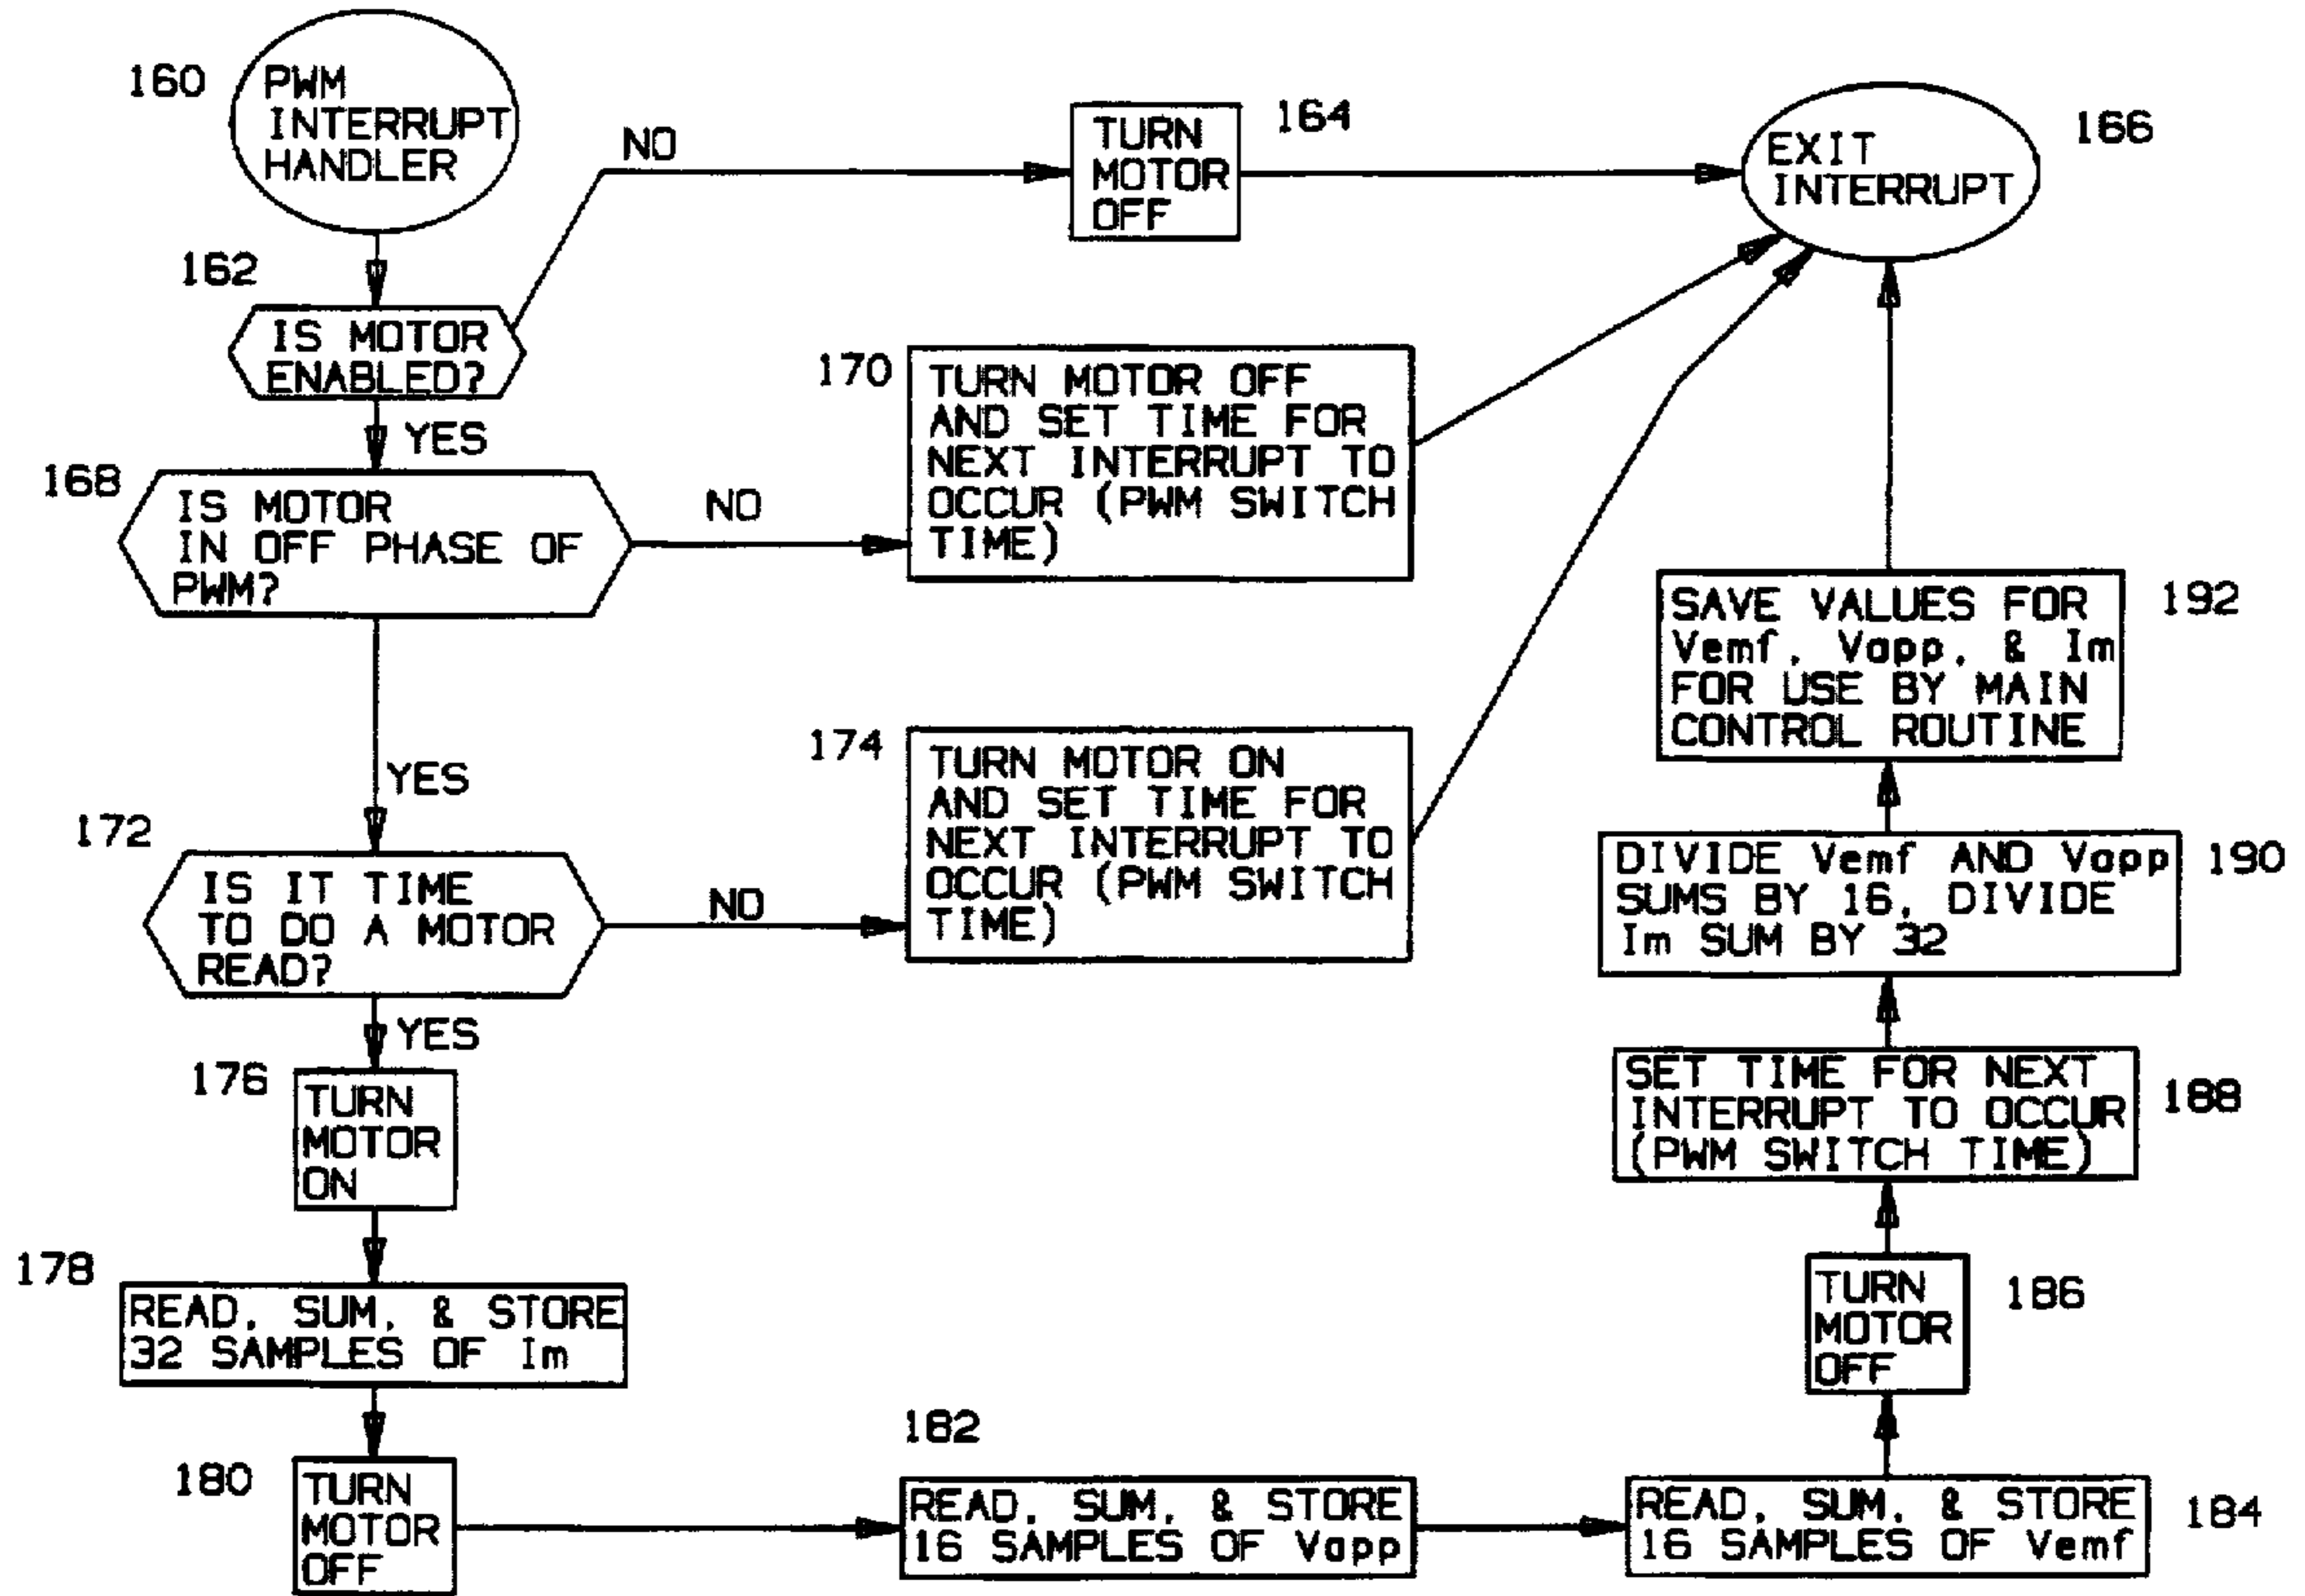 160
PWM
INTERRUPT
HANDLER
162
IS MOTOR
ENABLED?
NO
164
TURN
MOTOR
OFF
166
EXIT
INTERRUPT
YES
168
IS MOTOR
IN OFF PHASE OF
PWM?
NO
170
TURN MOTOR OFF
AND SET TIME FOR
NEXT INTERRUPT TO
OCCUR (PWM SWITCH
TIME)
YES
172
IS IT TIME
TO DO A MOTOR
READ?
NO
174
TURN MOTOR ON
AND SET TIME FOR
NEXT INTERRUPT TO
OCCUR (PWM SWITCH
TIME)
YES
176
TURN
MOTOR
ON
178
READ, SUM, & STORE
32 SAMPLES OF Im
180
TURN
MOTOR
OFF
182
READ, SUM, & STORE
16 SAMPLES OF Vapp
READ, SUM, & STORE
16 SAMPLES OF Vemf
184
TURN
MOTOR
OFF
186
SET TIME FOR NEXT
INTERRUPT TO OCCUR
(PWM SWITCH TIME)
188
DIVIDE Vemf AND Vapp
SUMS BY 16, DIVIDE
Im SUM BY 32
190
SAVE VALUES FOR
Vemf, Vapp, & Im
FOR USE BY MAIN
CONTROL ROUTINE
192